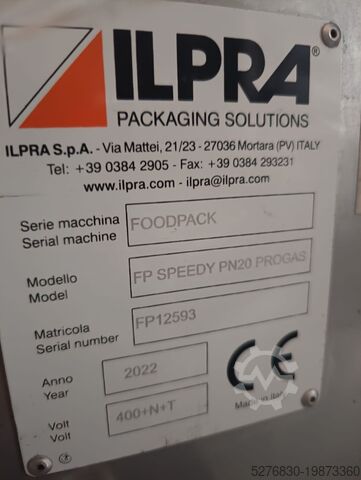 ILPRA®
PACKAGING SOLUTIONS
ILPRA S.p.A. - Via Mattei, 21/23 - 27036 Mortara (PV) ITALY
Tel: +39 0384 2905 - Fax: +39 0384 293231
www.ilpra.com - ilpra@ilpra.com
Serie macchina
Serial machine
FOODPACK
Modello
Model
FP SPEEDY PN20 PROGAS
Matricola
Serial number
FP12593
Anno
Year
2022
CE
Made in Italy
Volt
Volt
400+N+T
5276830-19873360